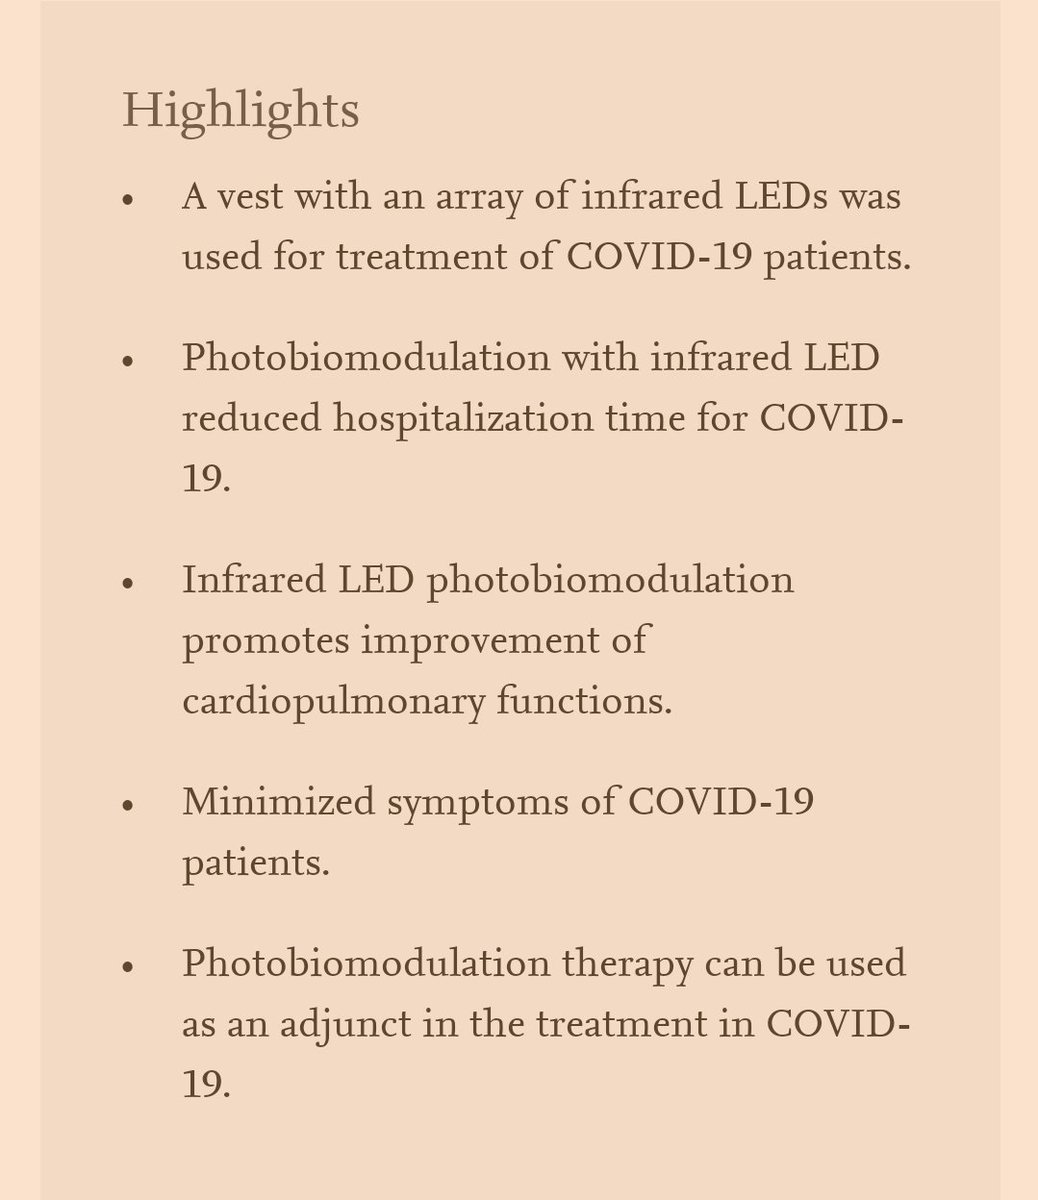 Highlights
• A vest with an array of infrared LEDs was
used for treatment of COVID-19 patients.
• Photobiomodulation with infrared LED
reduced hospitalization time for COVID-
19.
• Infrared LED photobiomodulation
promotes improvement of
cardiopulmonary functions.
• Minimized symptoms of COVID-19
patients.
• Photobiomodulation therapy can be used
as an adjunct in the treatment in COVID-
19.